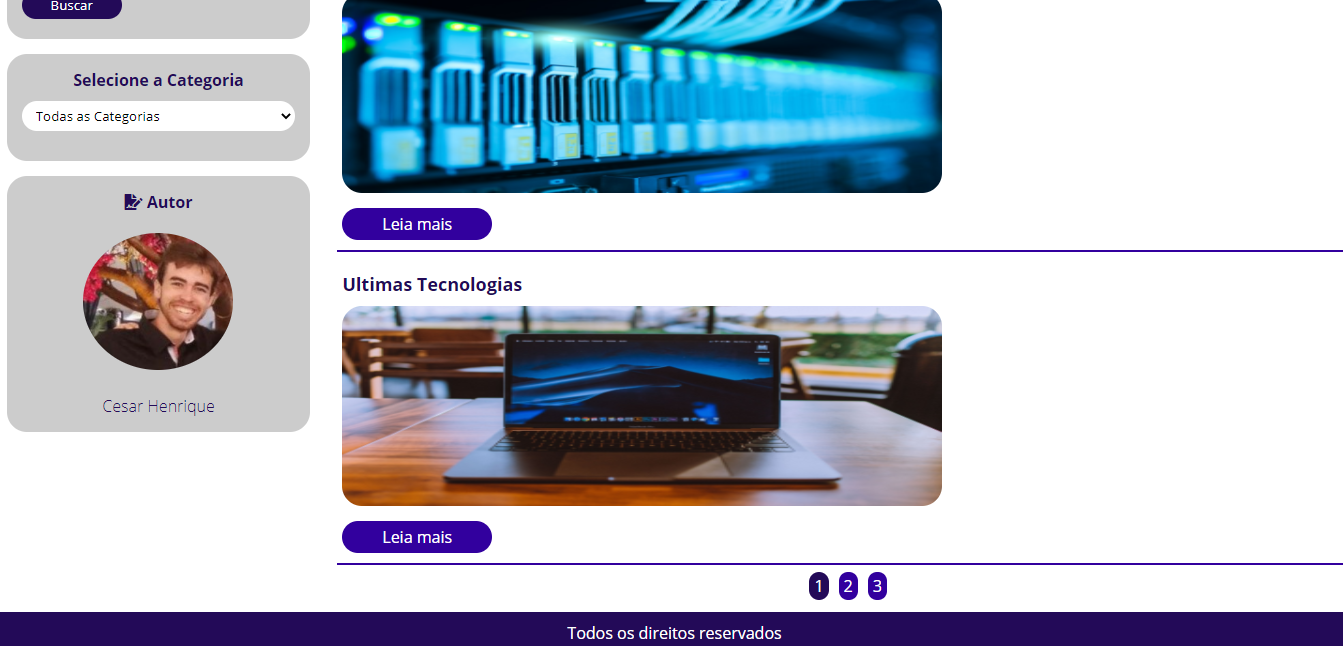 Buscar
Selecione a Categoria
Todas as Categorias
Autor
Cesar Henrique
Leia mais
Ultimas Tecnologias
Leia mais
1 2 3
Todos os direitos reservados